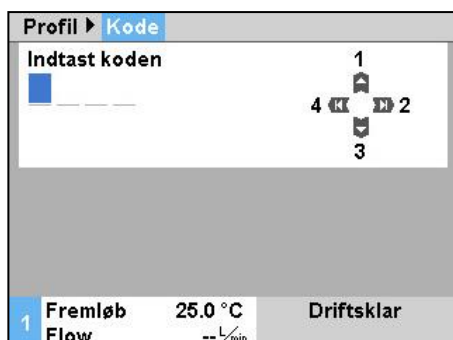 Profil ▶ Kode
Indtast koden
1
4 2
3
1 Fremløb 25.0 °C Driftsklar
Flow -- L/min